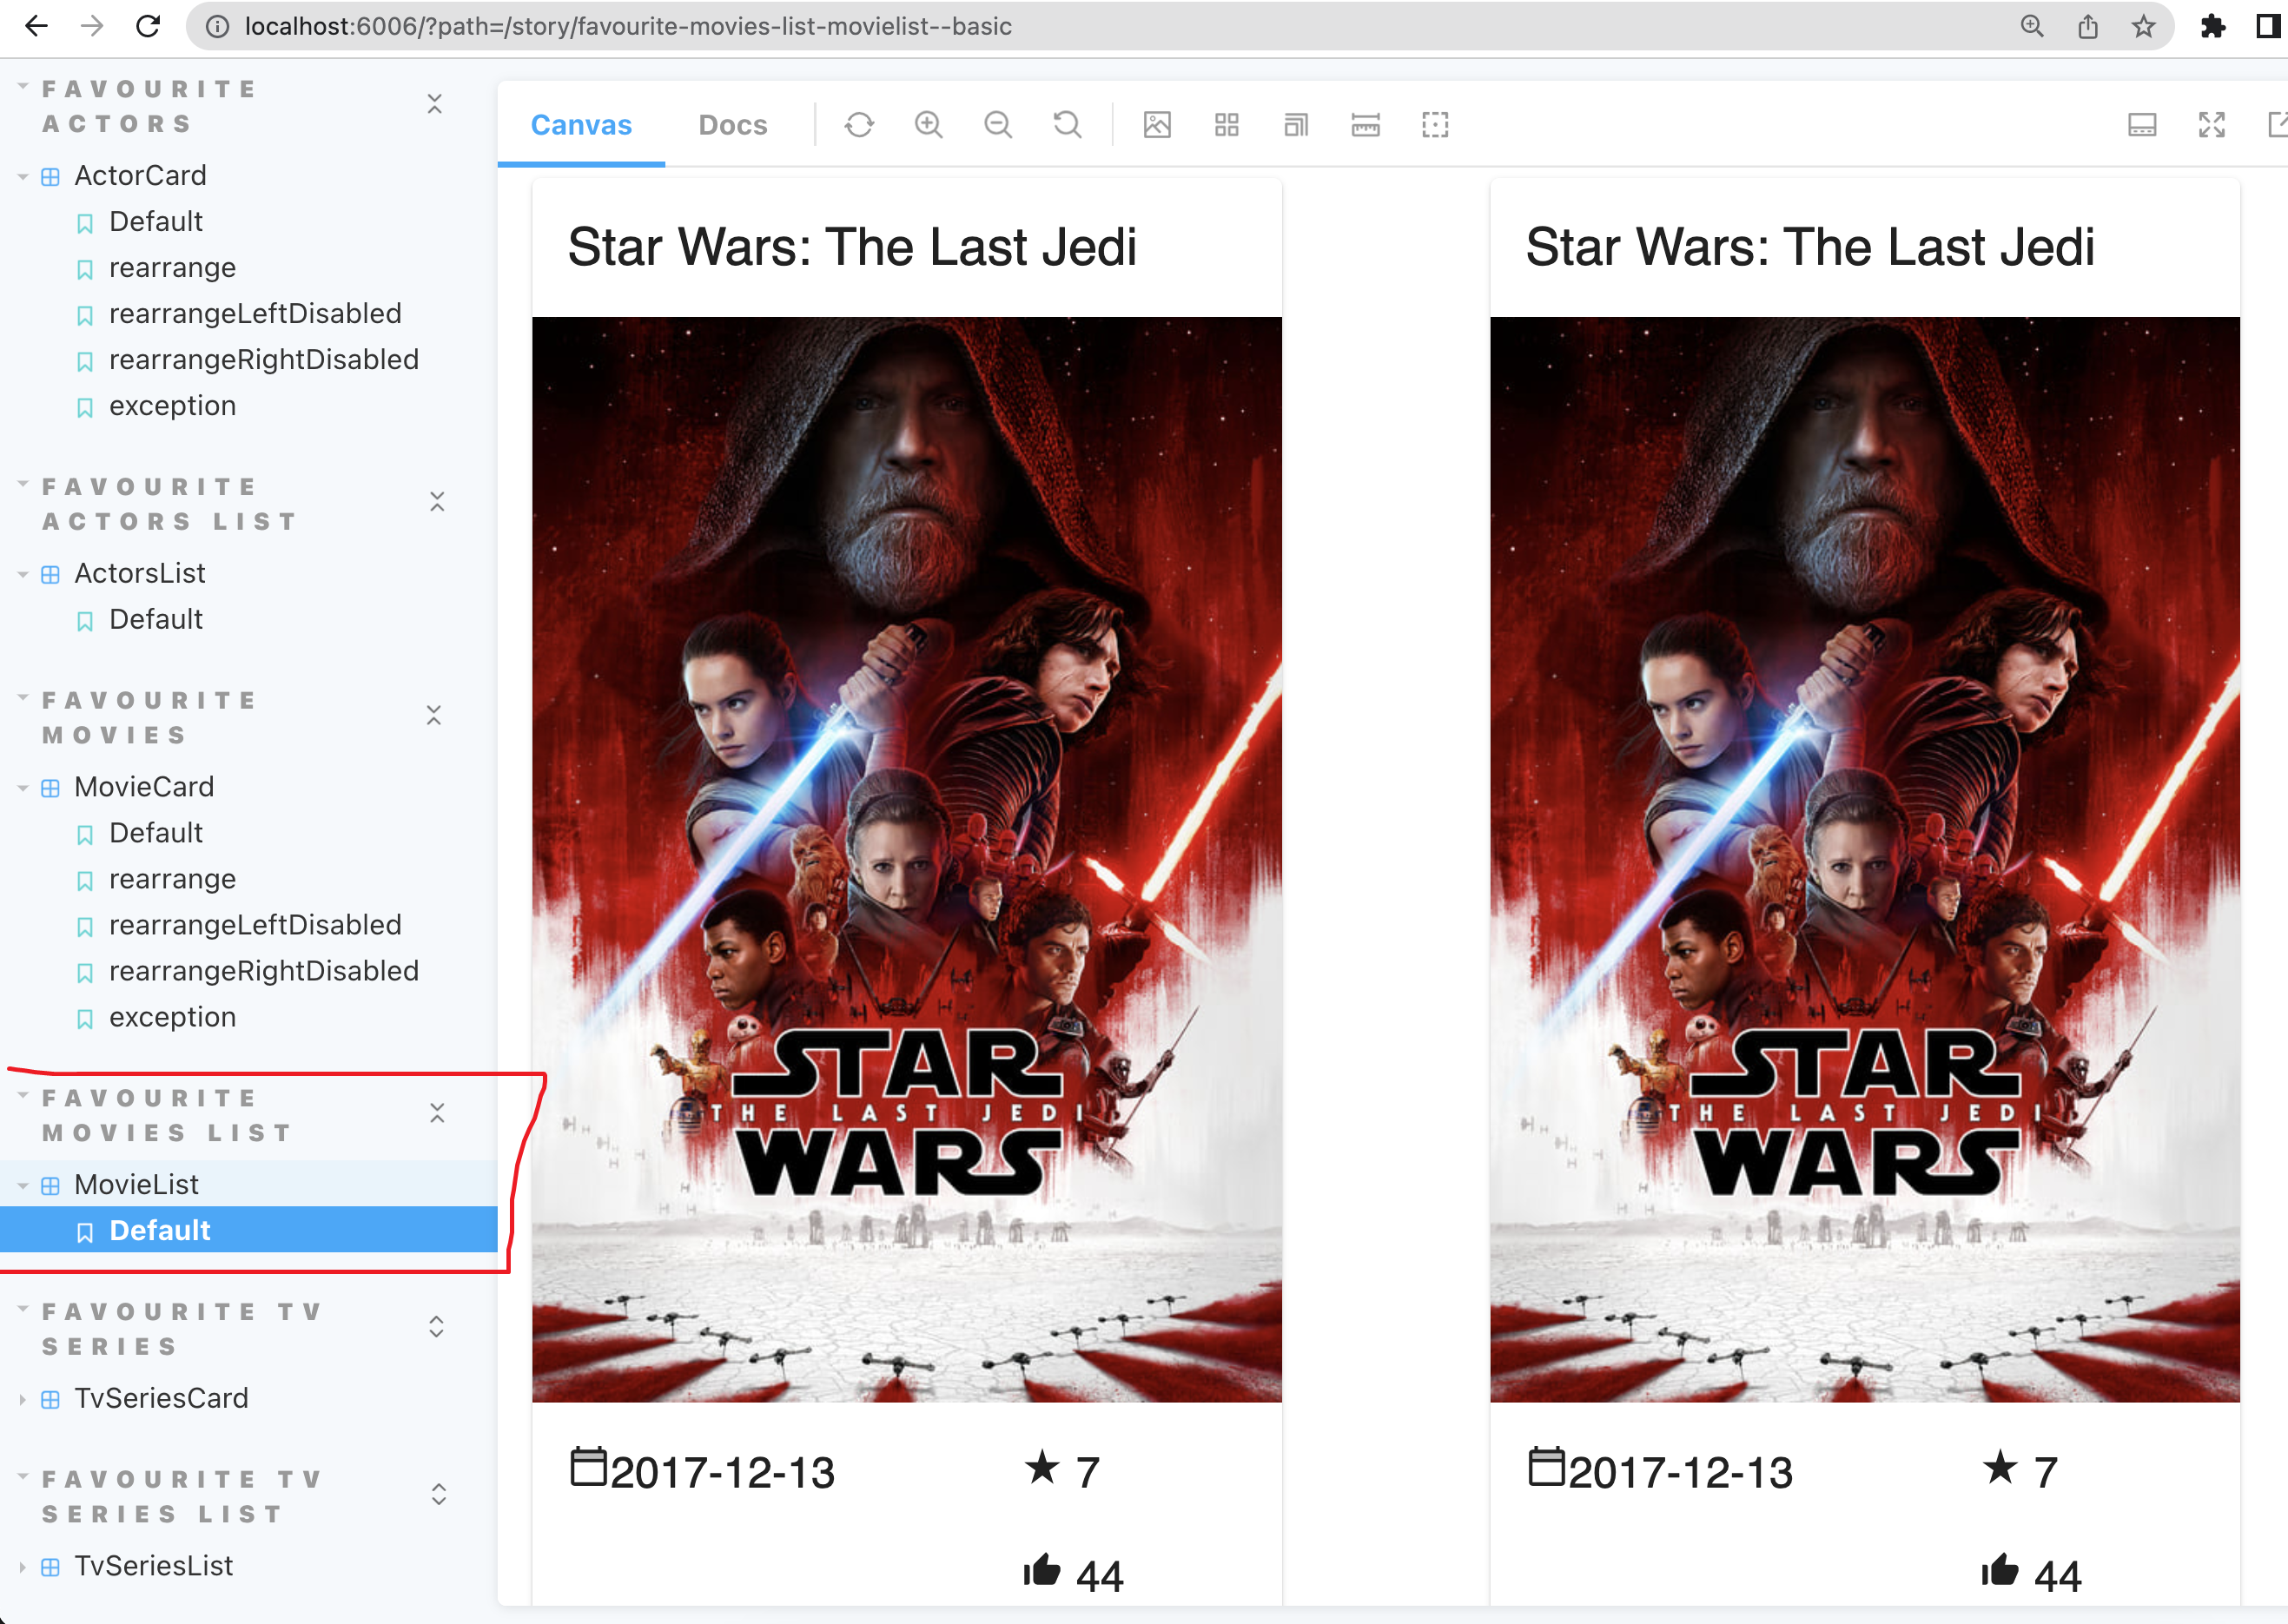 localhost:6006/?path=/story/favourite-movies-list-movielist--basic
FAVOURITE
ACTORS
ActorCard
Default
rearrange
rearrangeLeftDisabled
rearrangeRightDisabled
exception
FAVOURITE
ACTORS LIST
ActorsList
Default
FAVOURITE
MOVIES
MovieCard
Default
rearrange
rearrangeLeftDisabled
rearrangeRightDisabled
exception
FAVOURITE
MOVIES LIST
MovieList
Default
FAVOURITE TV
SERIES
TvSeriesCard
FAVOURITE TV
SERIES LIST
TvSeriesList
Canvas Docs
Star Wars: The Last Jedi
STAR
THE LAST JEDI
WARS
2017-12-13 7
44
Star Wars: The Last Jedi
STAR
THE LAST JEDI
WARS
2017-12-13 7
44